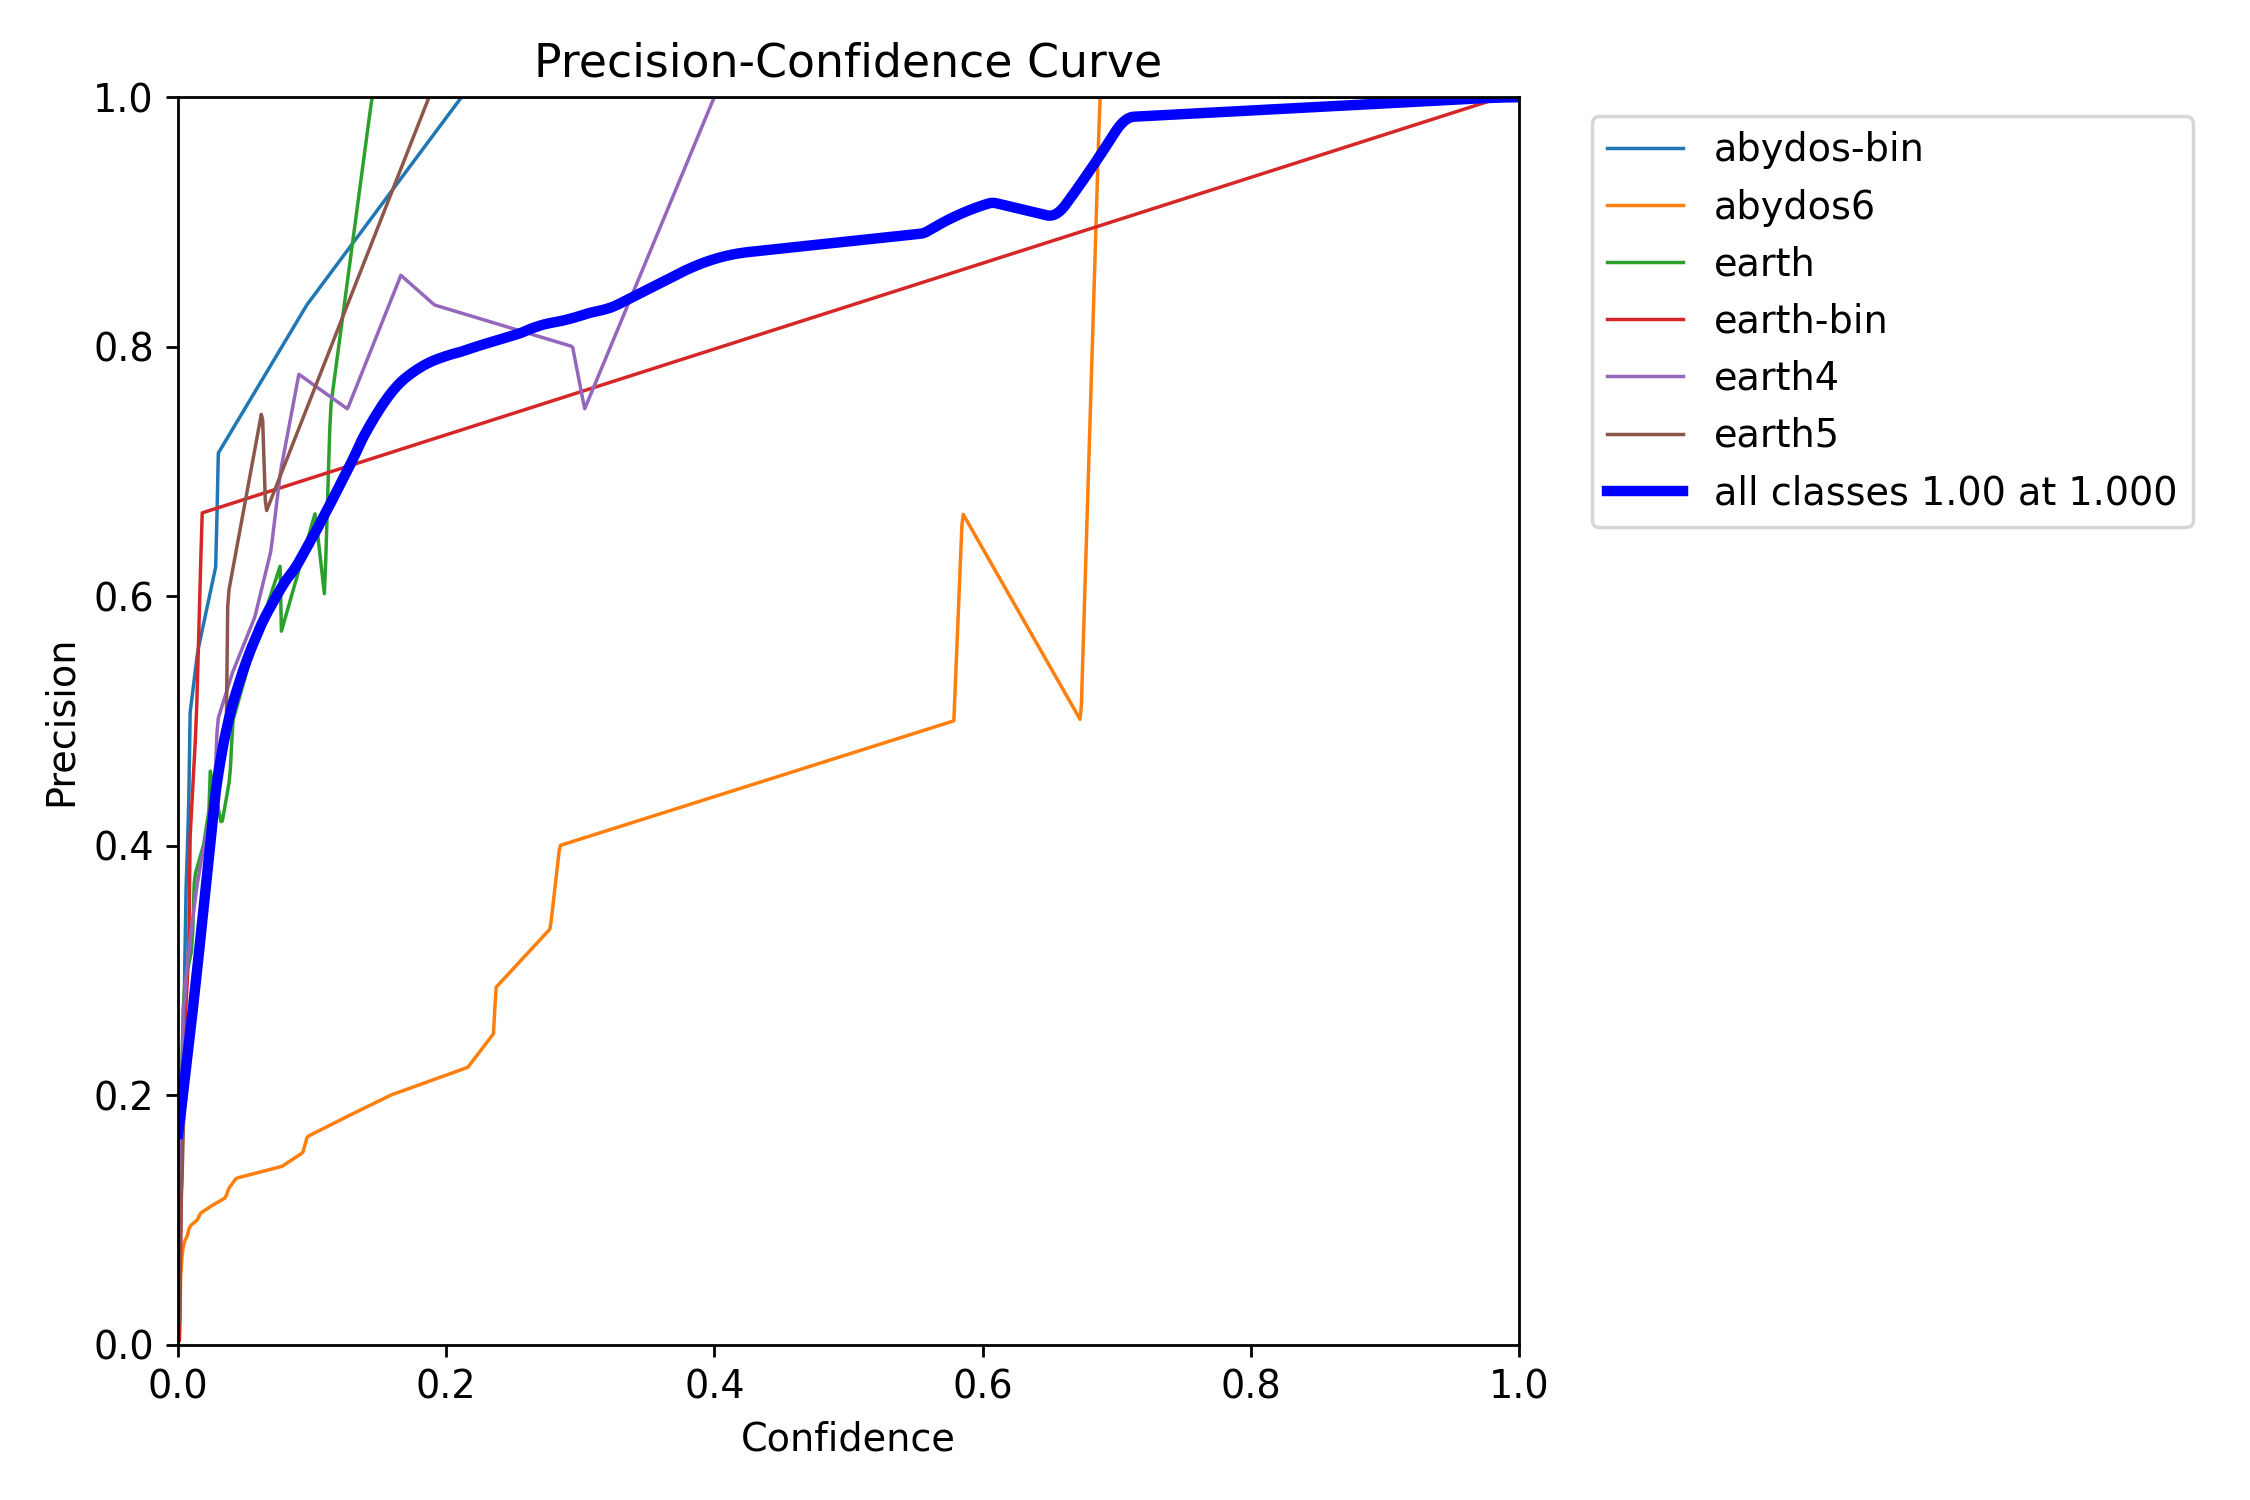 Precision-Confidence Curve
1.0
0.8
0.6
0.4
0.2
0.0
Precision
0.0 0.2 0.4 0.6 0.8 1.0
Confidence
abydos-bin
abydos6
earth
earth-bin
earth4
earth5
all classes 1.00 at 1.000